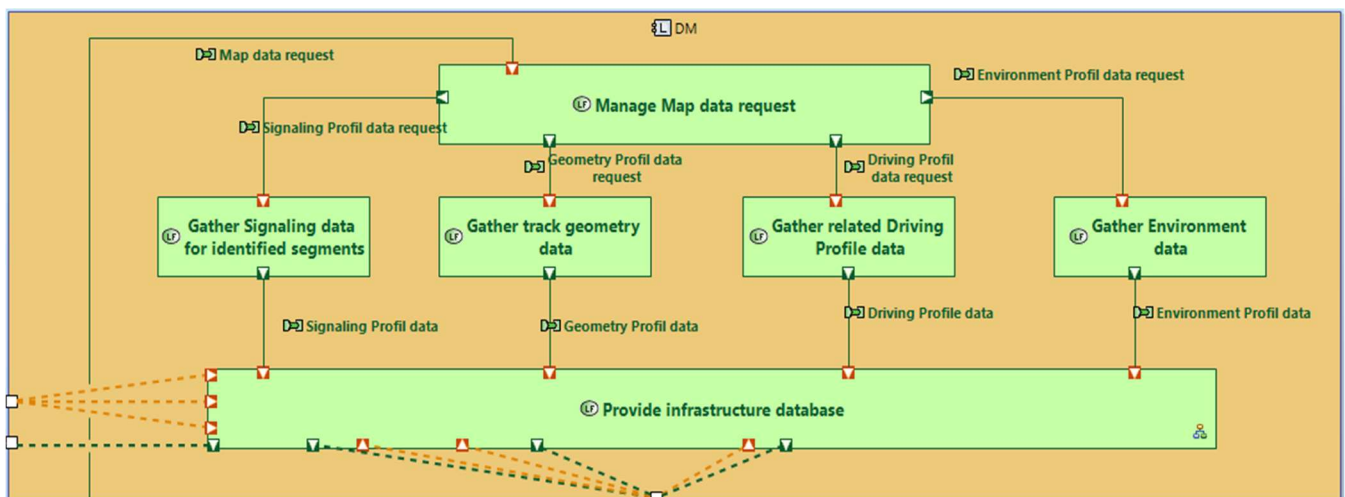 DM
Map data request
Environment Profil data request
Manage Map data request
Signaling Profil data request
Geometry Profil data
request
Driving Profil
data request
Gather Signaling data
for identified segments
Gather track geometry
data
Gather related Driving
Profile data
Gather Environment
data
Signaling Profil data
Geometry Profil data
Driving Profile data
Environment Profil data
Provide infrastructure database